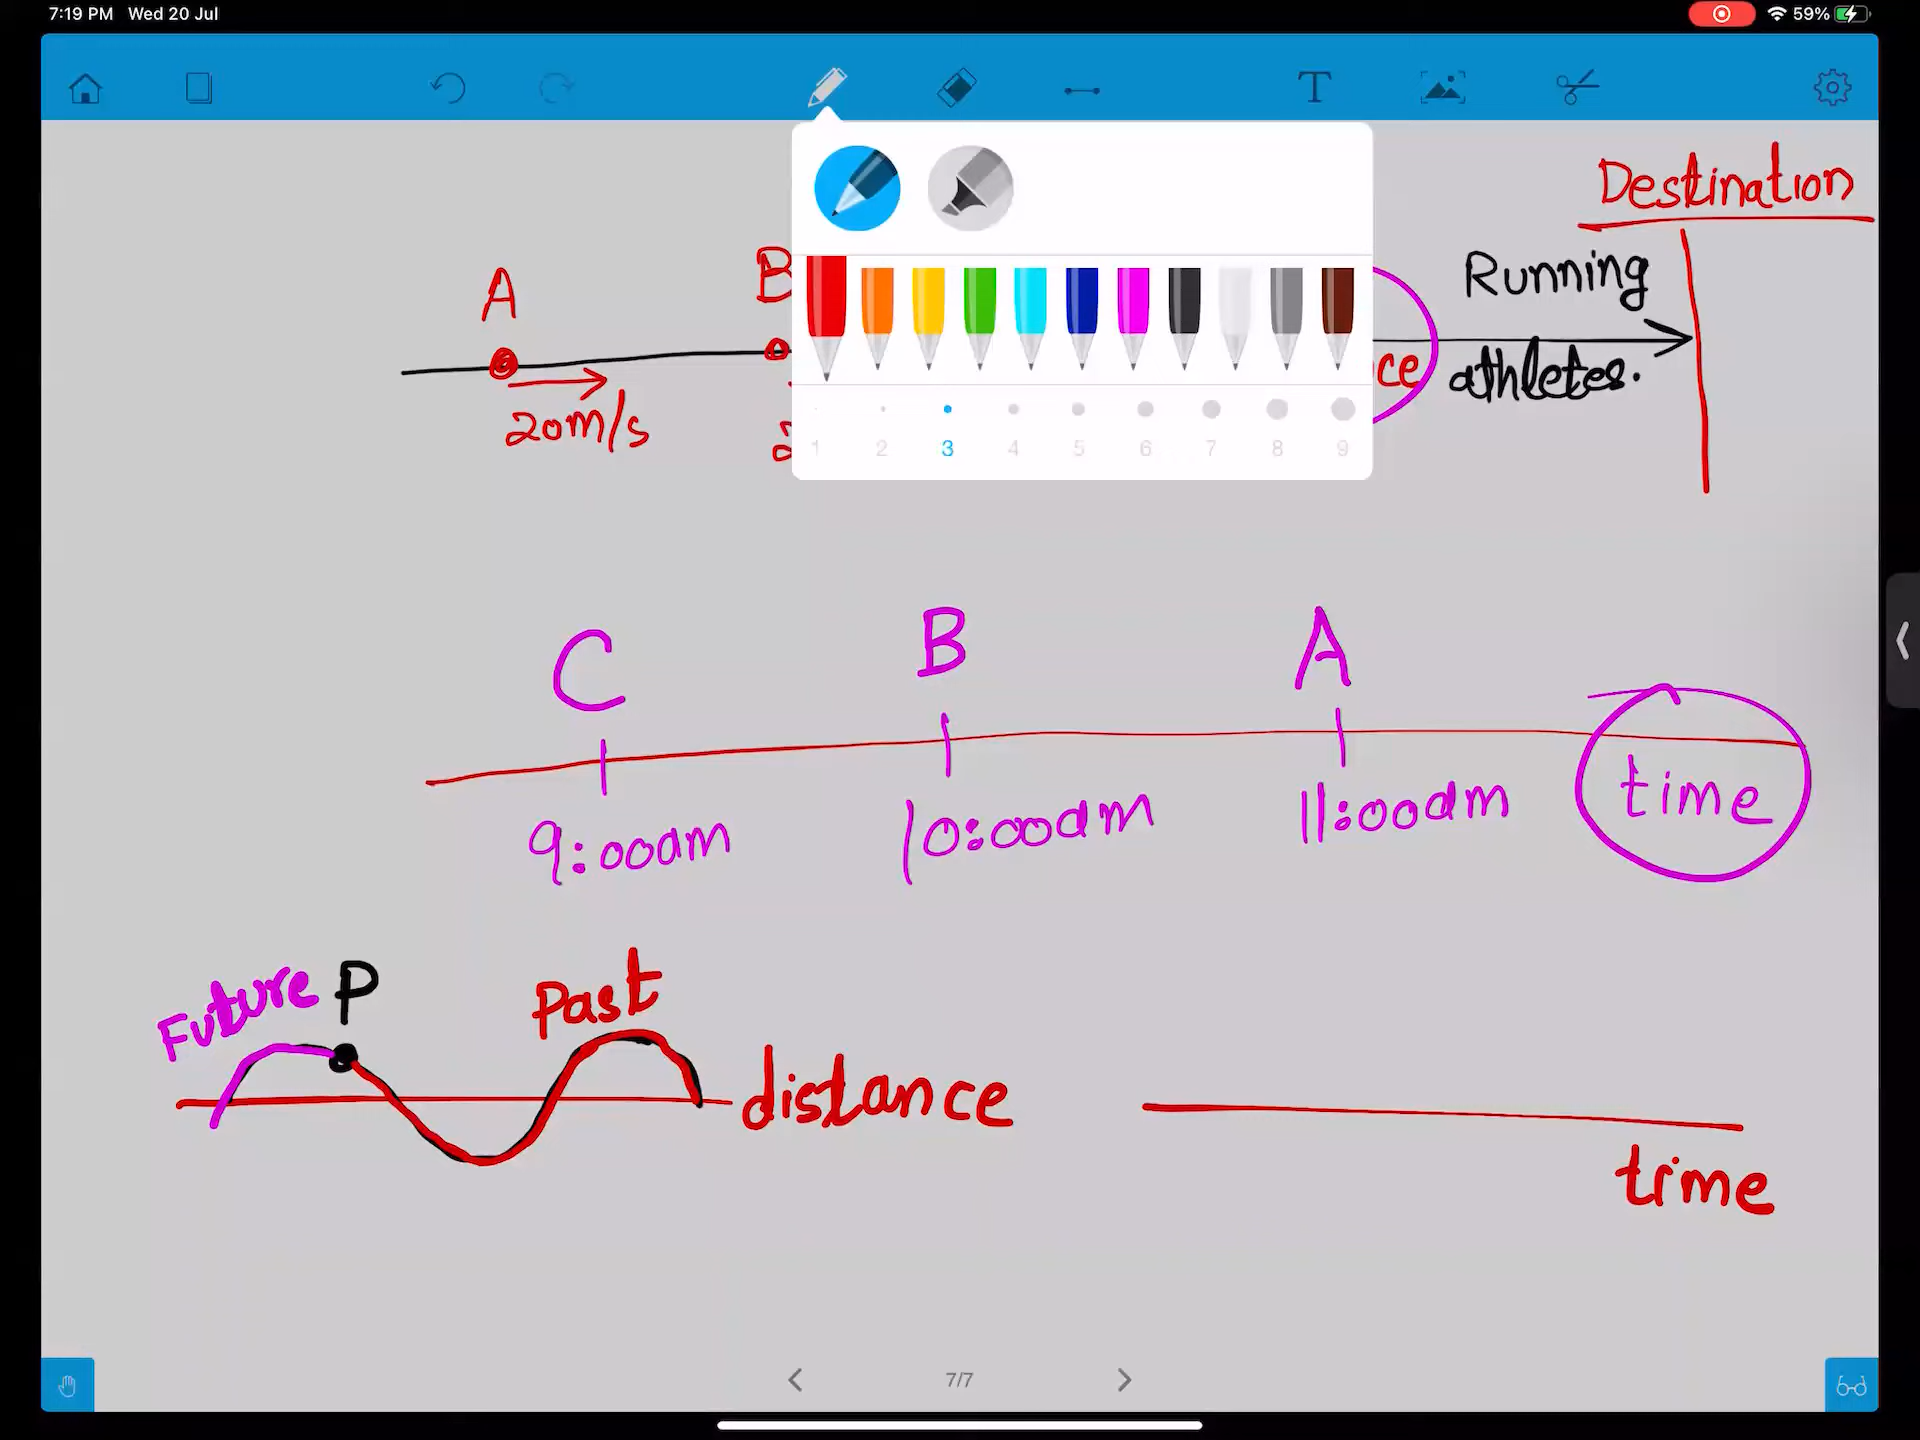 7:19 PM Wed 20 Jul
59%
T
Destination
A
B
Running
20m/s
ce
athletes.
1 2 3 4 5 6 7 8 9
C
B
A
9:00am
10:00am
11:00am
time
Future P
Past
distance
time
7/7